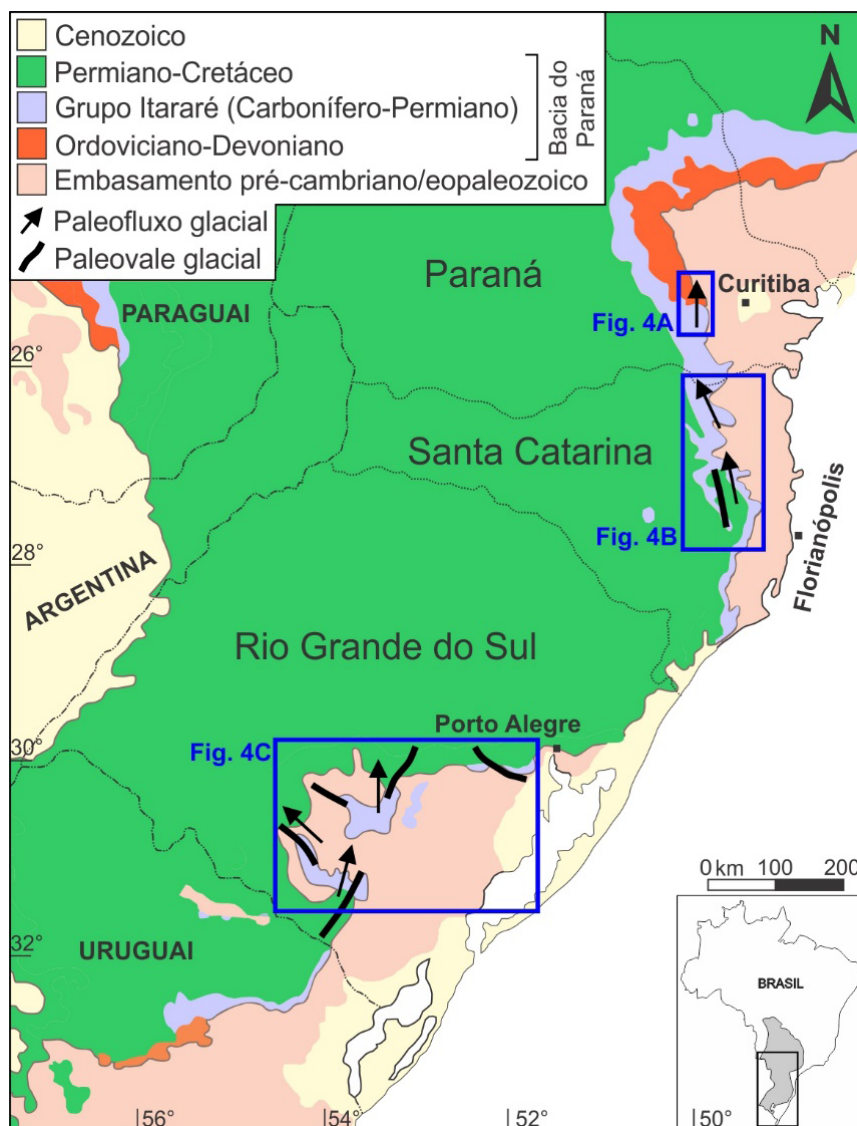 Cenozoico
Permiano-Cretáceo
Grupo Itararé (Carbonífero-Permiano)
Ordoviciano-Devoniano
Bacia do
Paraná
Embasamento pré-cambriano/eopaleozoico
Paleofluxo glacial
Paleovale glacial
N
Paraná
Curitiba
PARAGUAI
Fig. 4A
26°
Santa Catarina
Florianópolis
Fig. 4B
28°
ARGENTINA
Rio Grande do Sul
Porto Alegre
30°
Fig. 4C
0 km 100 200
32°
URUGUAI
BRASIL
56°
54°
52°
50°